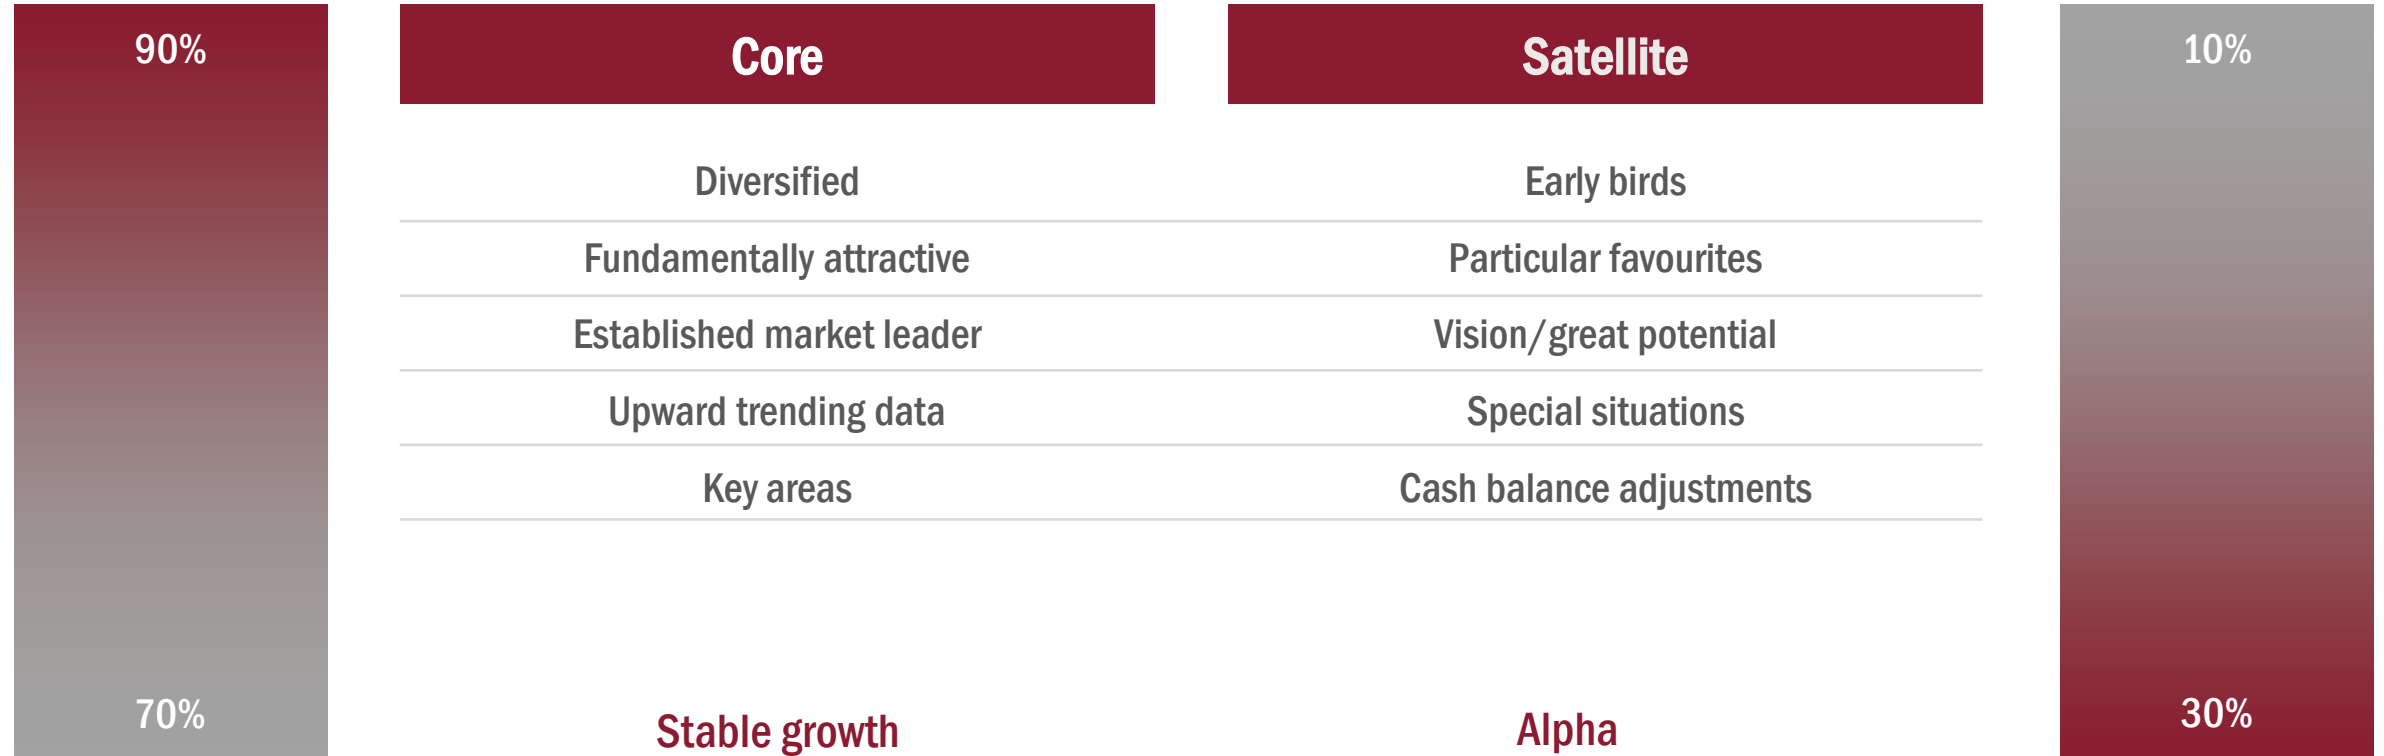 90%
Core
Satellite
10%
Diversified
Early birds
Fundamentally attractive
Particular favourites
Established market leader
Vision/great potential
Upward trending data
Special situations
Key areas
Cash balance adjustments
70%
Stable growth
Alpha
30%